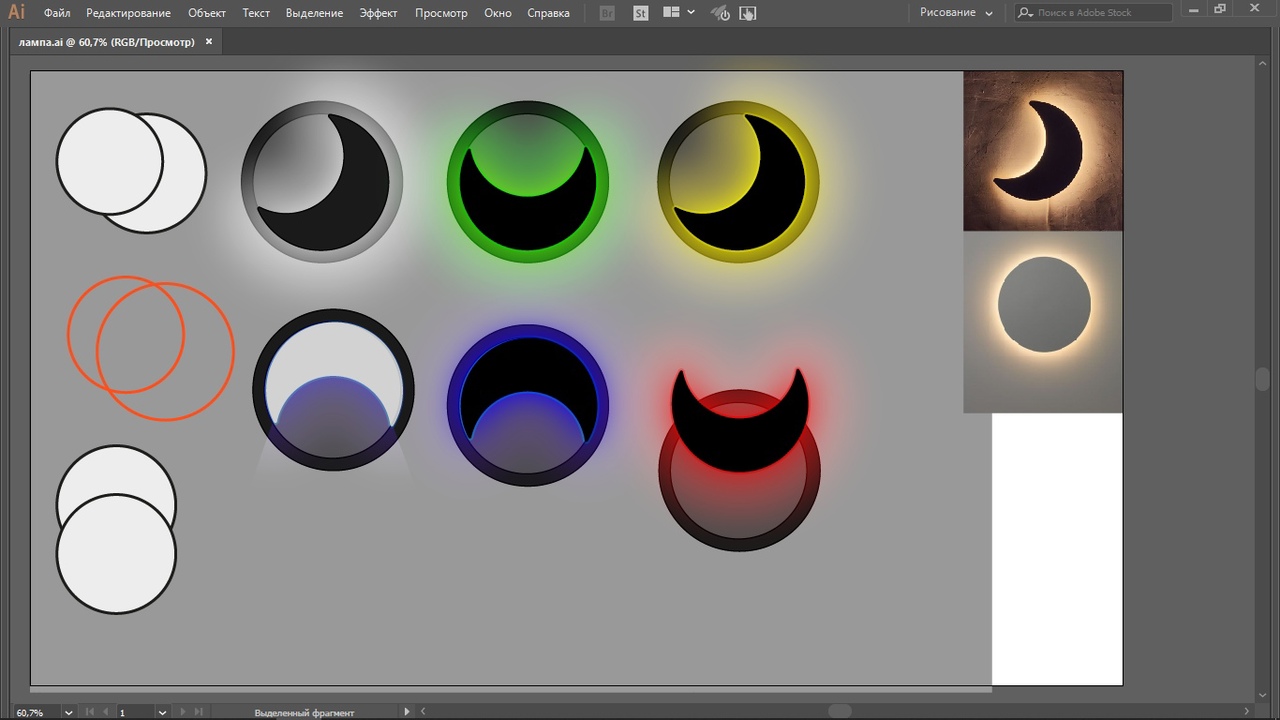 Ai Файл Редактирование Объект Текст Выделение Эффект Просмотр Окно Справка Br St Рисование Поиск в Adobe Stock
лампа.ai @ 60,7% (RGB/Просмотр) ×
60,7% 1 Выделенный фрагмент